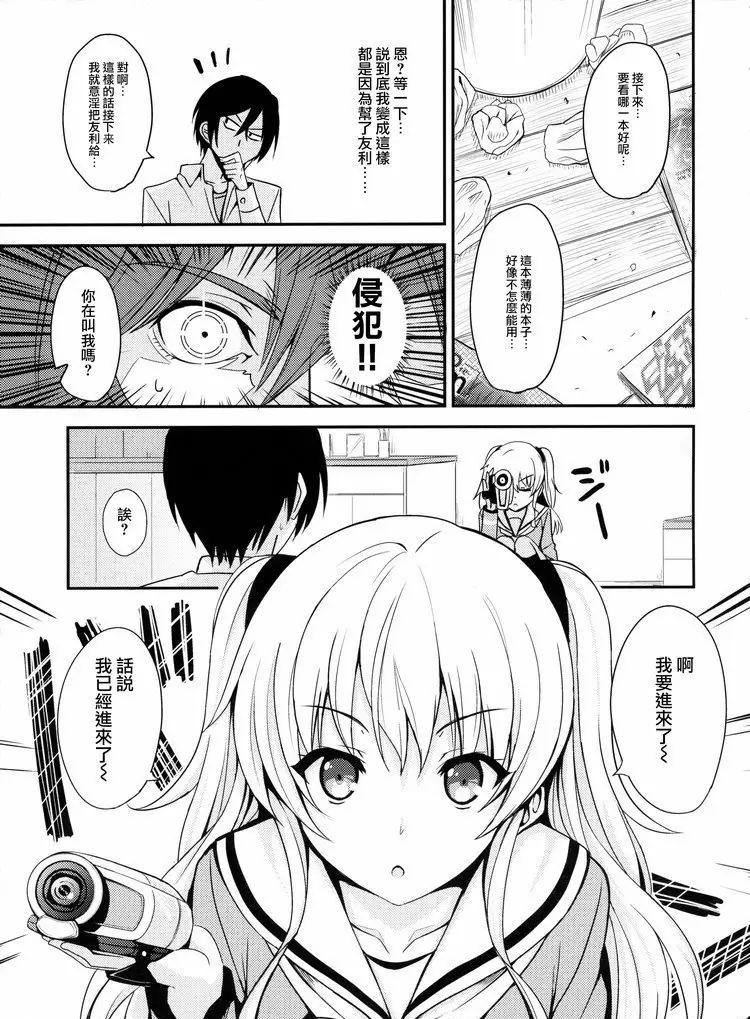 接下來…
要看哪一本好呢…
這本薄薄的本子…
好像不怎麼能用…
恩?等一下…
說到底我變成這樣
都是因為幫了友利……
對啊…
這樣的話接下來
我就意淫把友利給…
侵犯!!
你在叫我嗎?
ジー
誒?
啊
我要進來了~
話説
我已經進來了~